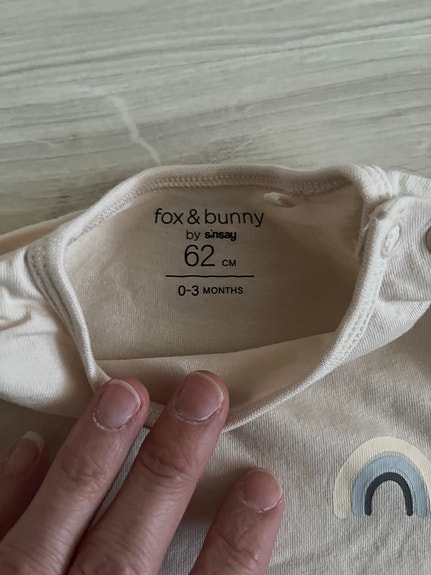 fox & bunny
by sinsay
62 CM
0-3 MONTHS